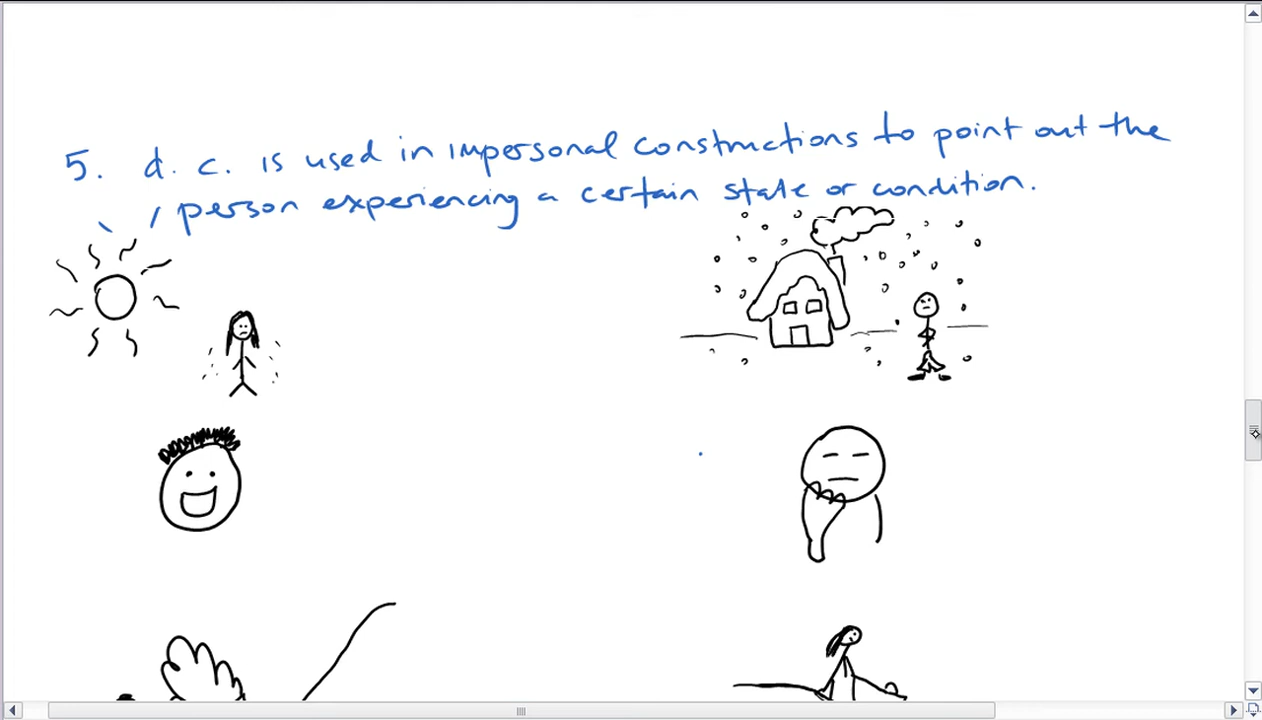 5. d. c. is used in impersonal constructions to point out the
person experiencing a certain state or condition.